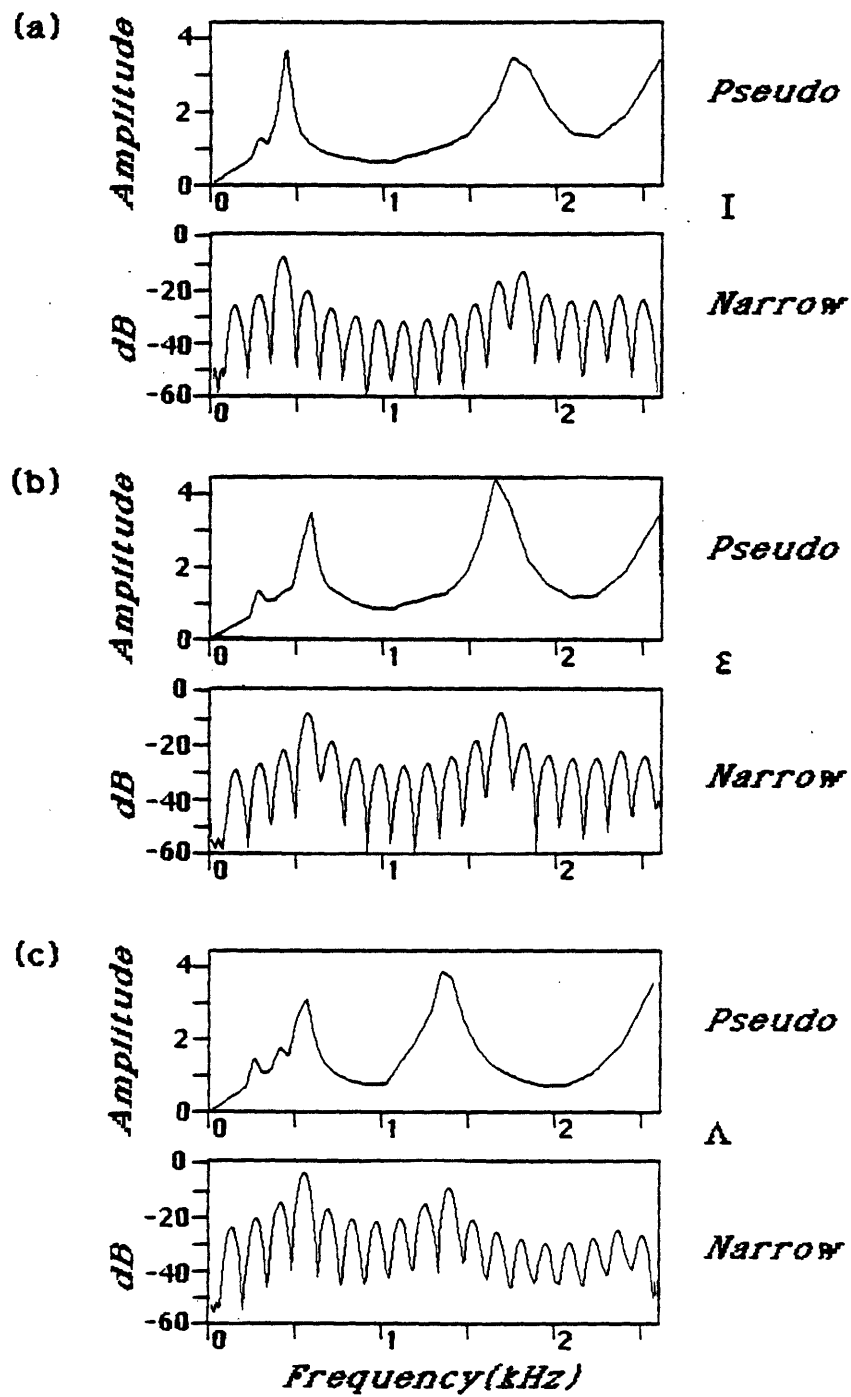 (a)
Amplitude
4
2
0
0 1 2
Pseudo
I
dB
0
-20
-40
-60
0 1 2
Narrow
(b)
Amplitude
4
2
0
0 1 2
Pseudo
ε
dB
0
-20
-40
-60
0 1 2
Narrow
(c)
Amplitude
4
2
0
0 1 2
Pseudo
Λ
dB
0
-20
-40
-60
0 1 2
Narrow
Frequency(kHz)